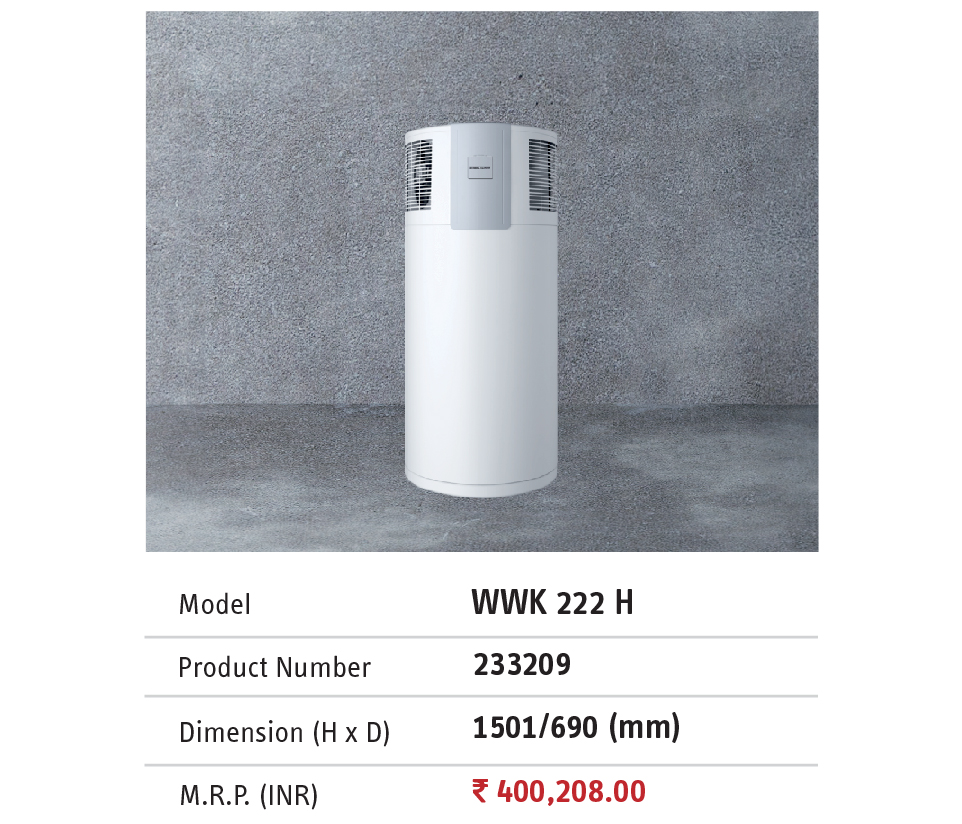 Model WWK 222 H
Product Number 233209
Dimension (H x D) 1501/690 (mm)
M.R.P. (INR) ₹ 400,208.00